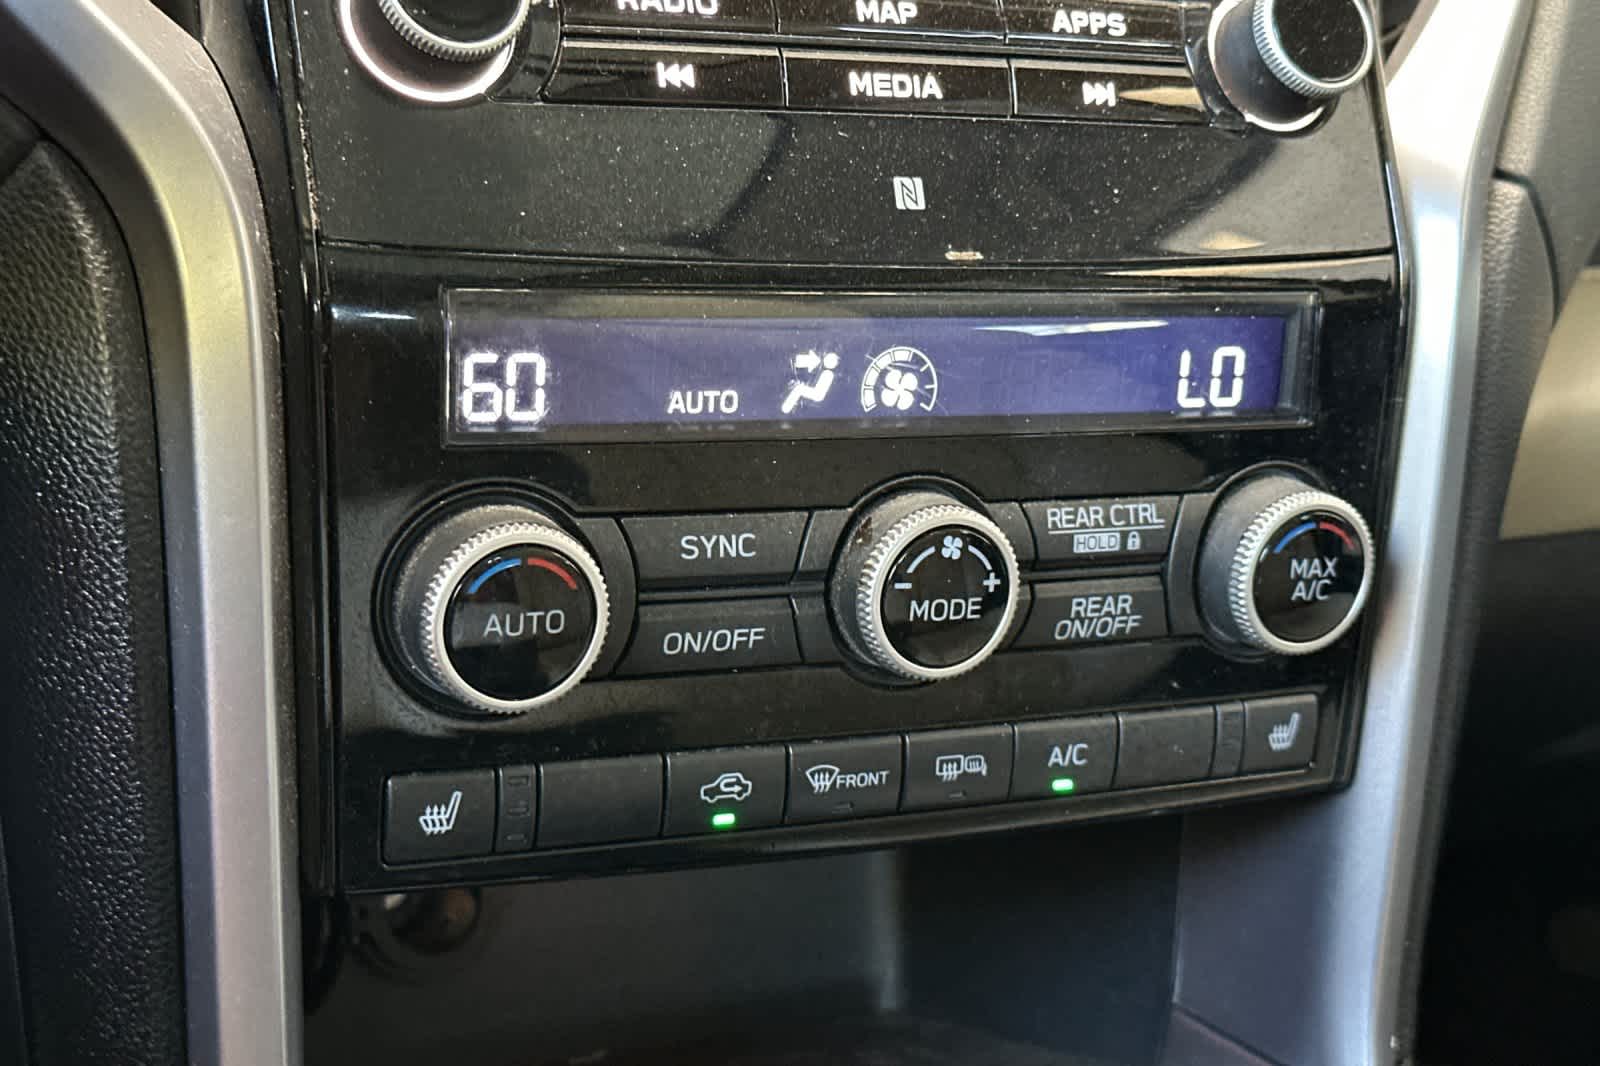 RADIO
MAP
APPS
MEDIA
60
AUTO
LO
AUTO
SYNC
ON/OFF
MODE
- +
REAR CTRL
HOLD
REAR
ON/OFF
MAX
A/C
FRONT
A/C